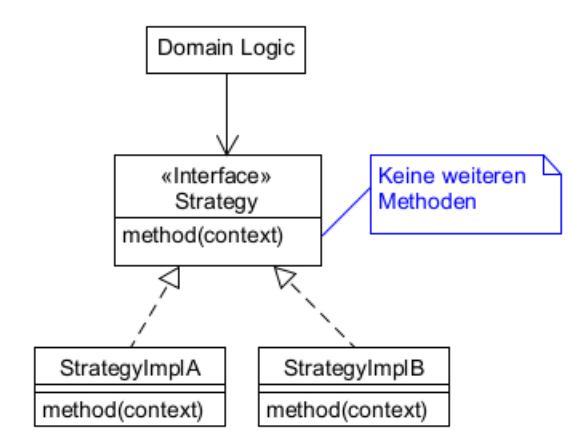 Domain Logic
«Interface»
Strategy
method(context)
Keine weiteren
Methoden
StrategyImplA
method(context)
StrategyImplB
method(context)